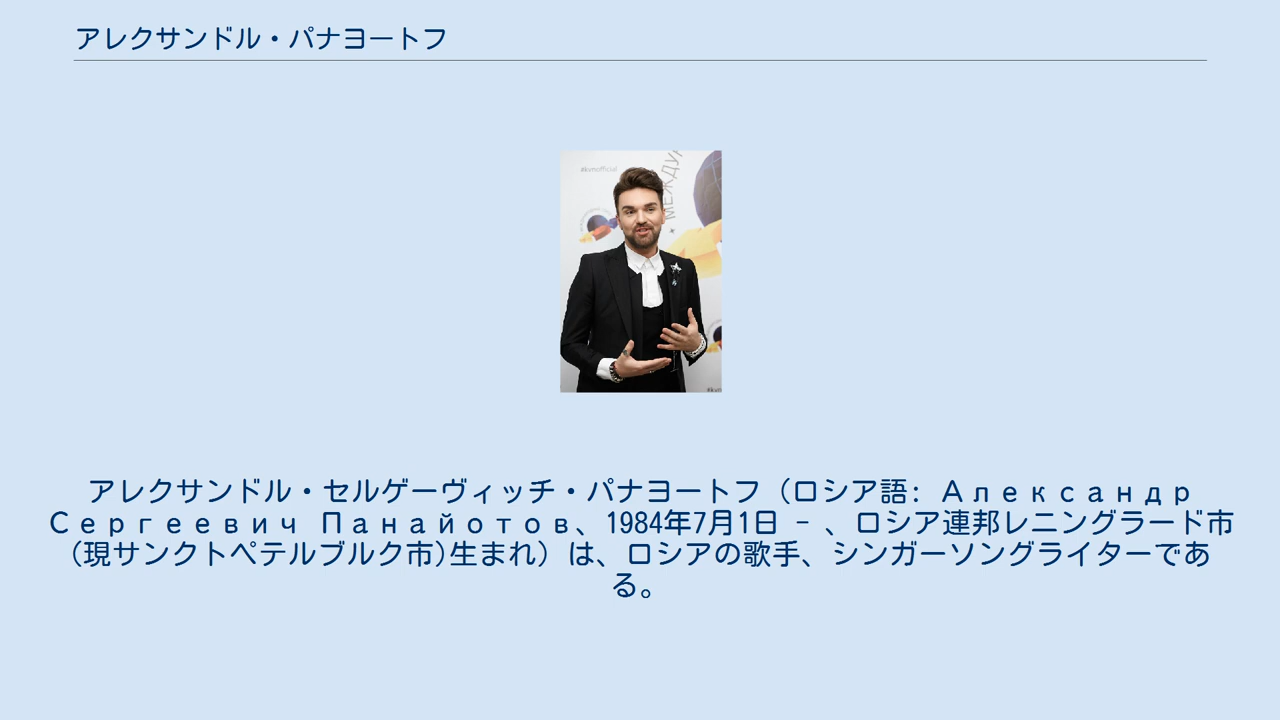 アレクサンドル・パナヨートフ
#kvnofficial
МЕЖДУ
アレクサンドル・セルゲーヴィッチ・パナヨートフ（ロシア語: Александр
Сергеевич Панайотов、1984年7月1日 - 、ロシア連邦レニングラード市
(現サンクトペテルブルク市)生まれ）は、ロシアの歌手、シンガーソングライターであ
る。